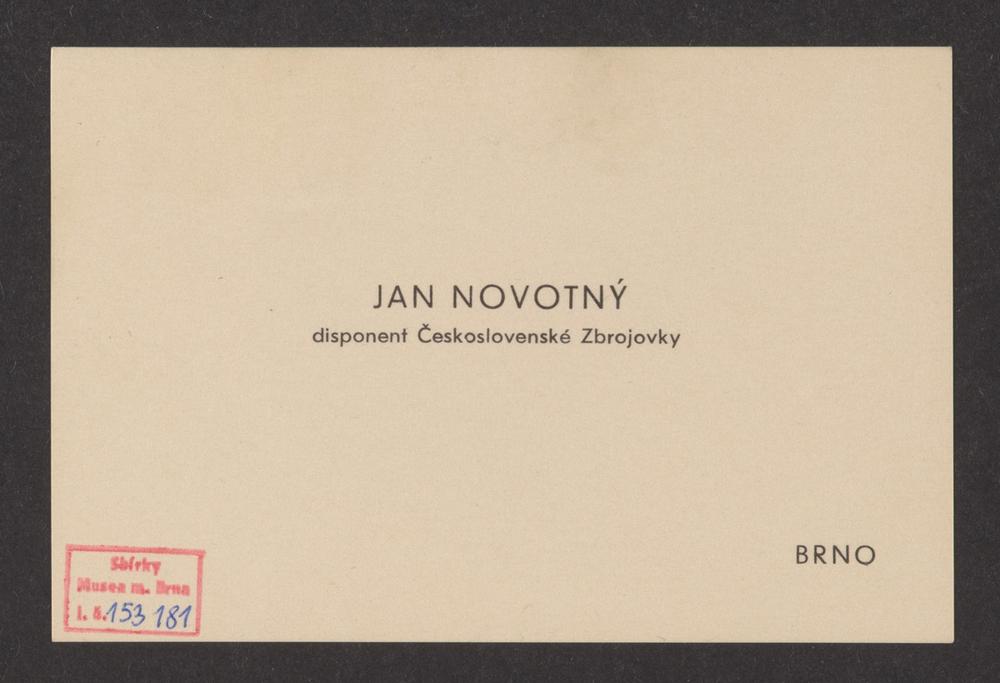 JAN NOVOTNÝ
disponent Československé Zbrojovky
BRNO
Sbírky
Musea m. Brna
i. č. 153 181